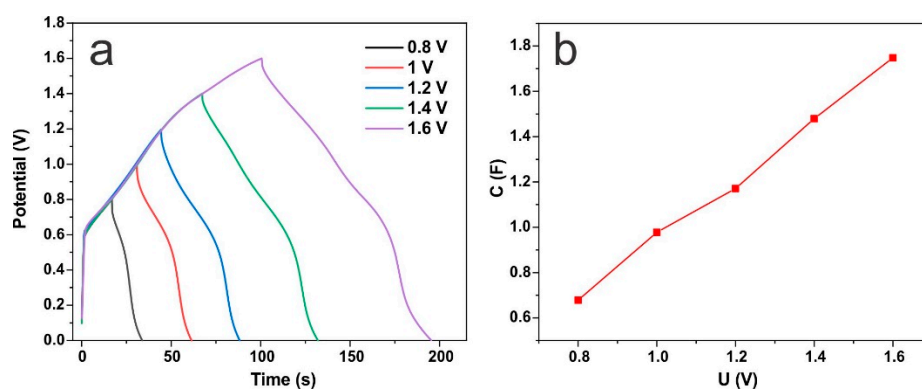 a
0.8 V
1 V
1.2 V
1.4 V
1.6 V
Potential (V)
1.8
1.6
1.4
1.2
1.0
0.8
0.6
0.4
0.2
0.0
0 50 100 150 200
Time (s)
b
C (F)
1.8
1.6
1.4
1.2
1.0
0.8
0.6
0.8 1.0 1.2 1.4 1.6
U (V)